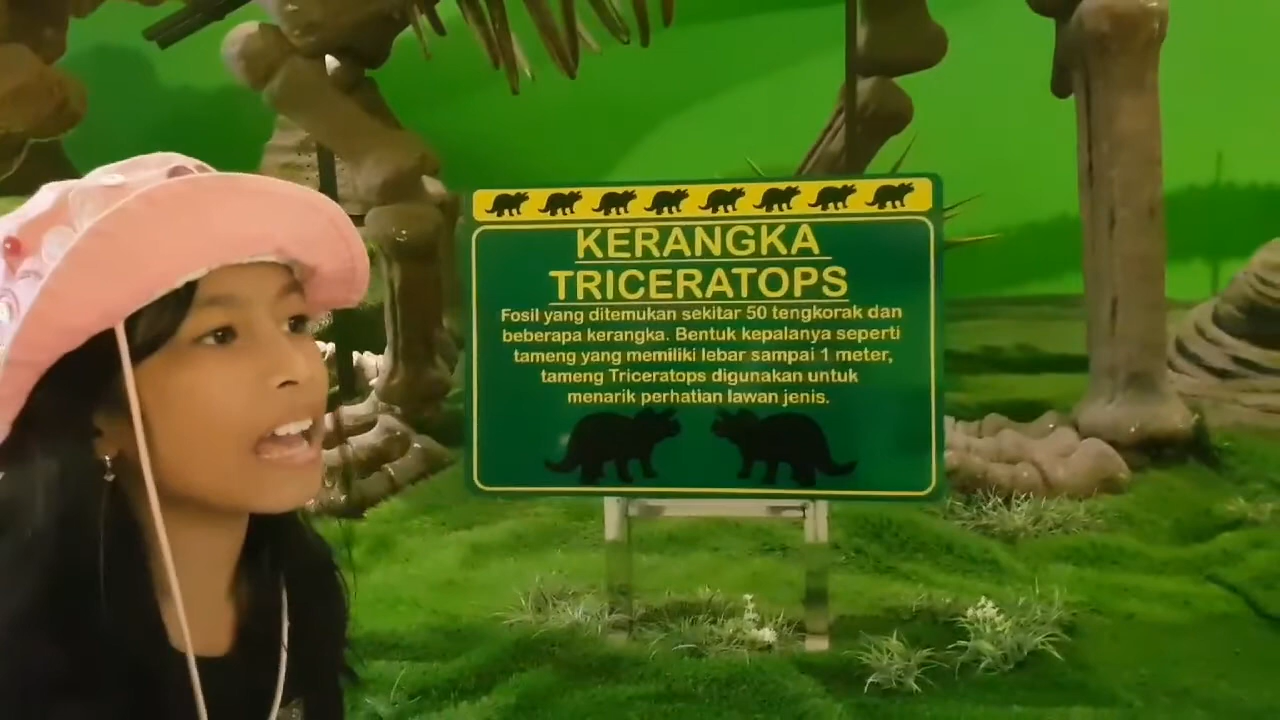 KERANGKA
TRICERATOPS
Fosil yang ditemukan sekitar 50 tengkorak dan
beberapa kerangka. Bentuk kepalanya seperti
tameng yang memiliki lebar sampai 1 meter,
tameng Triceratops digunakan untuk
menarik perhatian lawan jenis.